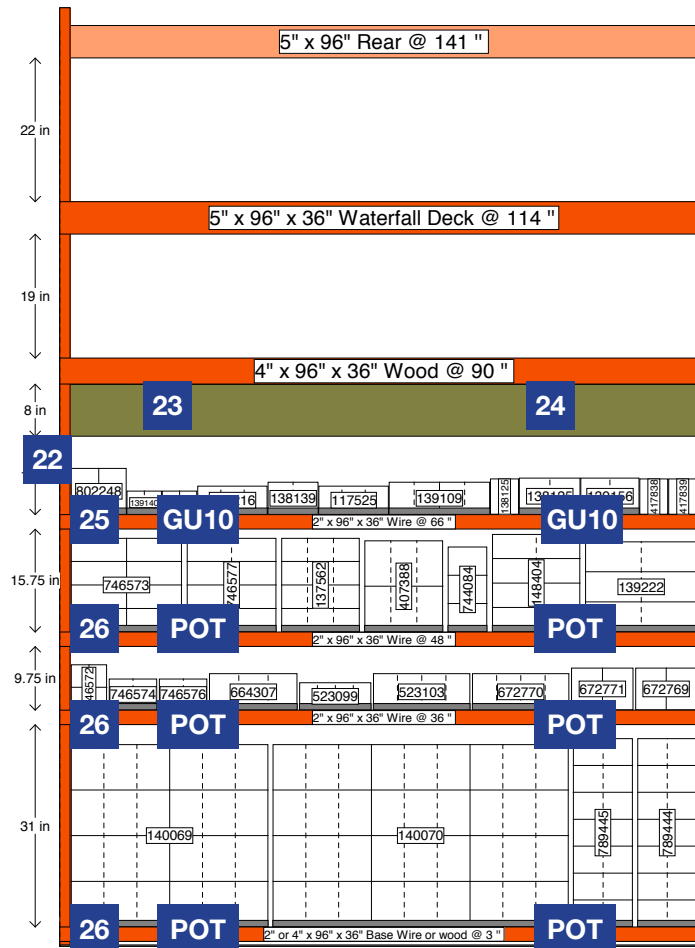 5" x 96" Rear @ 141 "
22 in
5" x 96" x 36" Waterfall Deck @ 114 "
19 in
4" x 96" x 36" Wood @ 90 "
8 in
23
24
22
802248
139140
138139
117525
139109
138125
417838
417839
25
GU10
GU10
2" x 96" x 36" Wire @ 66 "
15.75 in
746573
746577
137562
407388
744084
148404
139222
26
POT
POT
2" x 96" x 36" Wire @ 48 "
9.75 in
746574
746576
664307
523099
523103
672770
672771
672769
26
POT
POT
2" x 96" x 36" Wire @ 36 "
31 in
140069
140070
789445
789444
26
POT
POT
2" or 4" x 96" x 36" Base Wire or wood @ 3 "